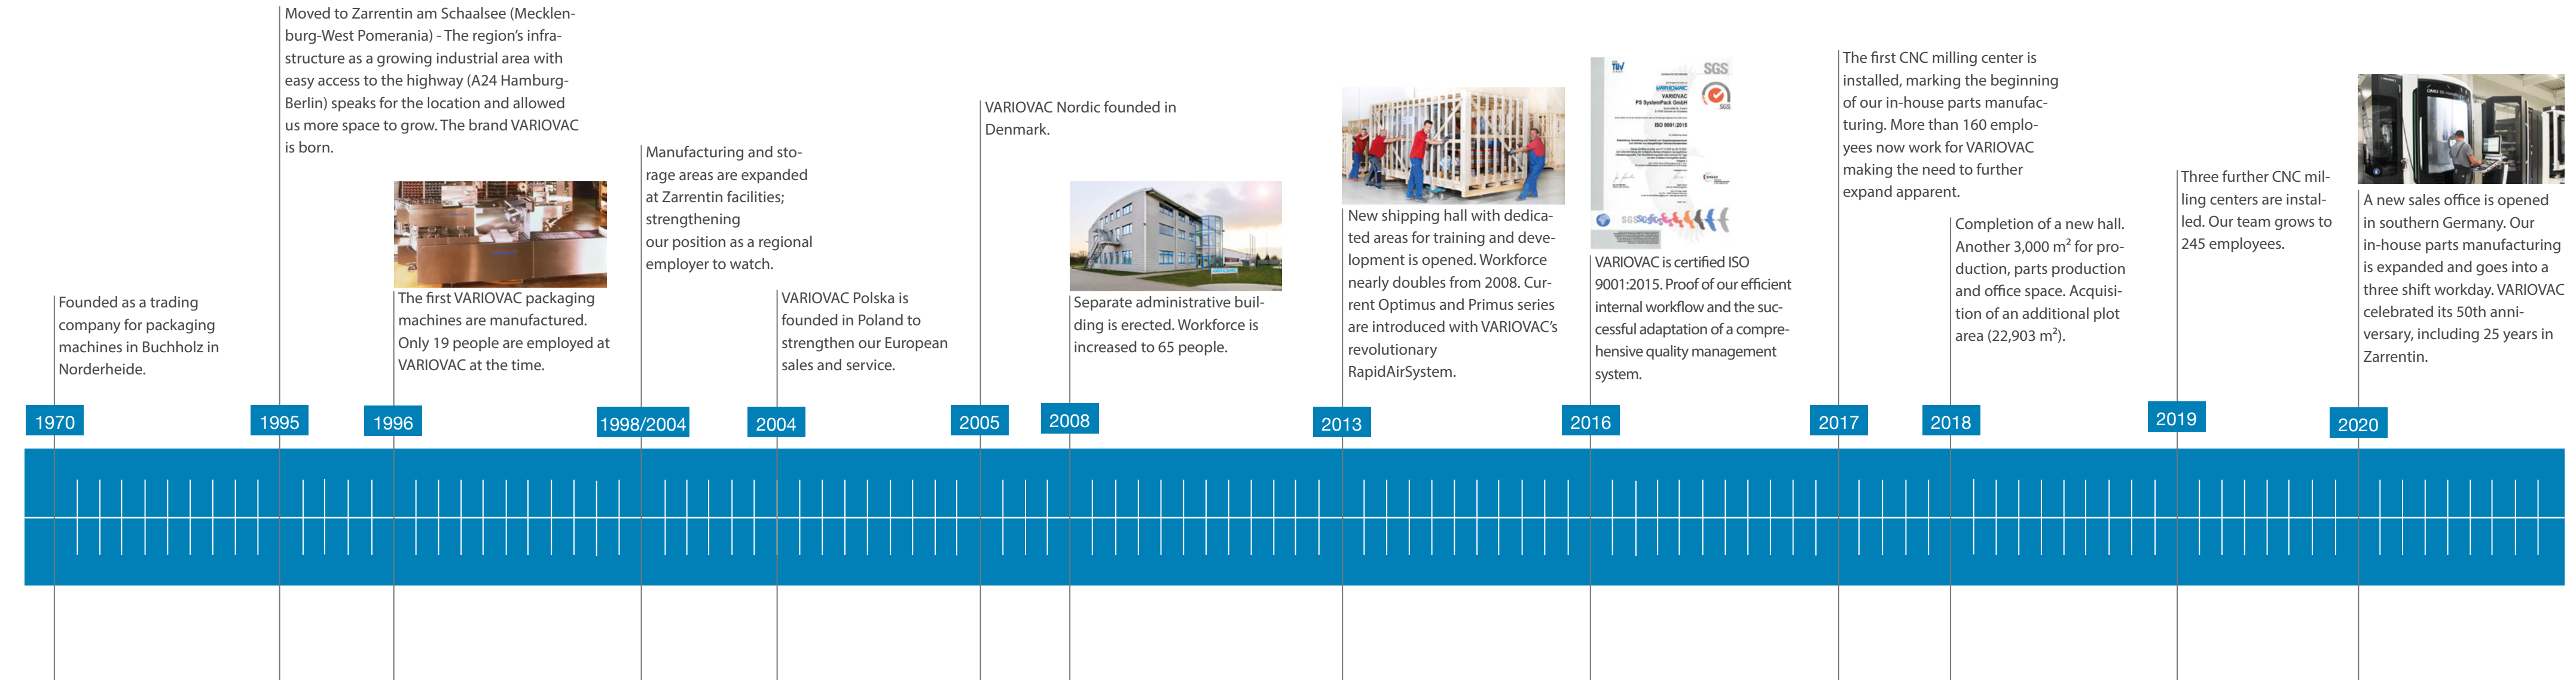 Founded as a trading
company for packaging
machines in Buchholz in
Norderheide.
1970
Moved to Zarrentin am Schaalsee (Mecklen-
burg-West Pomerania) - The region's infra-
structure as a growing industrial area with
easy access to the highway (A24 Hamburg-
Berlin) speaks for the location and allowed
us more space to grow. The brand VARIOVAC
is born.
1995
The first VARIOVAC packaging
machines are manufactured.
Only 19 people are employed at
VARIOVAC at the time.
1996
Manufacturing and sto-
rage areas are expanded
at Zarrentin facilities;
strengthening
our position as a regional
employer to watch.
1998/2004
VARIOVAC Polska is
founded in Poland to
strengthen our European
sales and service.
2004
VARIOVAC Nordic founded in
Denmark.
2005
Separate administrative buil-
ding is erected. Workforce is
increased to 65 people.
2008
New shipping hall with dedica-
ted areas for training and deve-
lopment is opened. Workforce
nearly doubles from 2008. Cur-
rent Optimus and Primus series
are introduced with VARIOVAC's
revolutionary
RapidAirSystem.
2013
TÜV
SGS
VARIOVAC
VARIOVAC
PS SystemPack GmbH
ISO 9001:2015
SGS
SGS
VARIOVAC is certified ISO
9001:2015. Proof of our efficient
internal workflow and the suc-
cessful adaptation of a compre-
hensive quality management
system.
2016
The first CNC milling center is
installed, marking the beginning
of our in-house parts manufac-
turing. More than 160 emplo-
yees now work for VARIOVAC
making the need to further
expand apparent.
2017
Completion of a new hall.
Another 3,000 m² for pro-
duction, parts production
and office space. Acquisi-
tion of an additional plot
area (22,903 m²).
2018
Three further CNC mil-
ling centers are instal-
led. Our team grows to
245 employees.
2019
A new sales office is opened
in southern Germany. Our
in-house parts manufacturing
is expanded and goes into a
three shift workday. VARIOVAC
celebrated its 50th anni-
versary, including 25 years in
Zarrentin.
2020